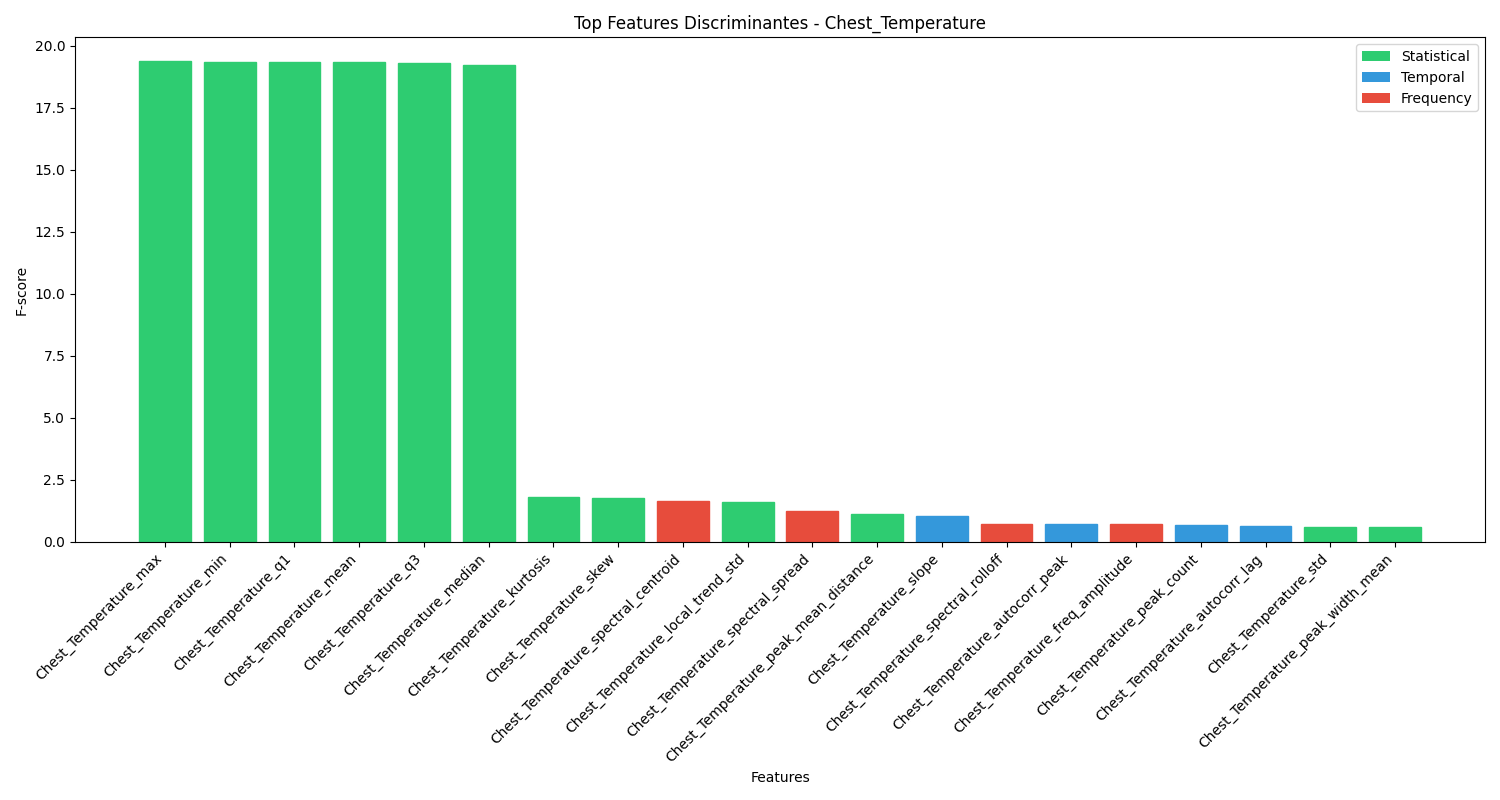 Top Features Discriminantes - Chest_Temperature
Statistical
Temporal
Frequency
F-score
20.0
17.5
15.0
12.5
10.0
7.5
5.0
2.5
0.0
Chest_Temperature_max
Chest_Temperature_min
Chest_Temperature_q1
Chest_Temperature_mean
Chest_Temperature_q3
Chest_Temperature_median
Chest_Temperature_kurtosis
Chest_Temperature_skew
Chest_Temperature_spectral_centroid
Chest_Temperature_local_trend_std
Chest_Temperature_spectral_spread
Chest_Temperature_peak_mean_distance
Chest_Temperature_slope
Chest_Temperature_spectral_rolloff
Chest_Temperature_autocorr_peak
Chest_Temperature_freq_amplitude
Chest_Temperature_peak_count
Chest_Temperature_autocorr_lag
Chest_Temperature_std
Chest_Temperature_peak_width_mean
Features